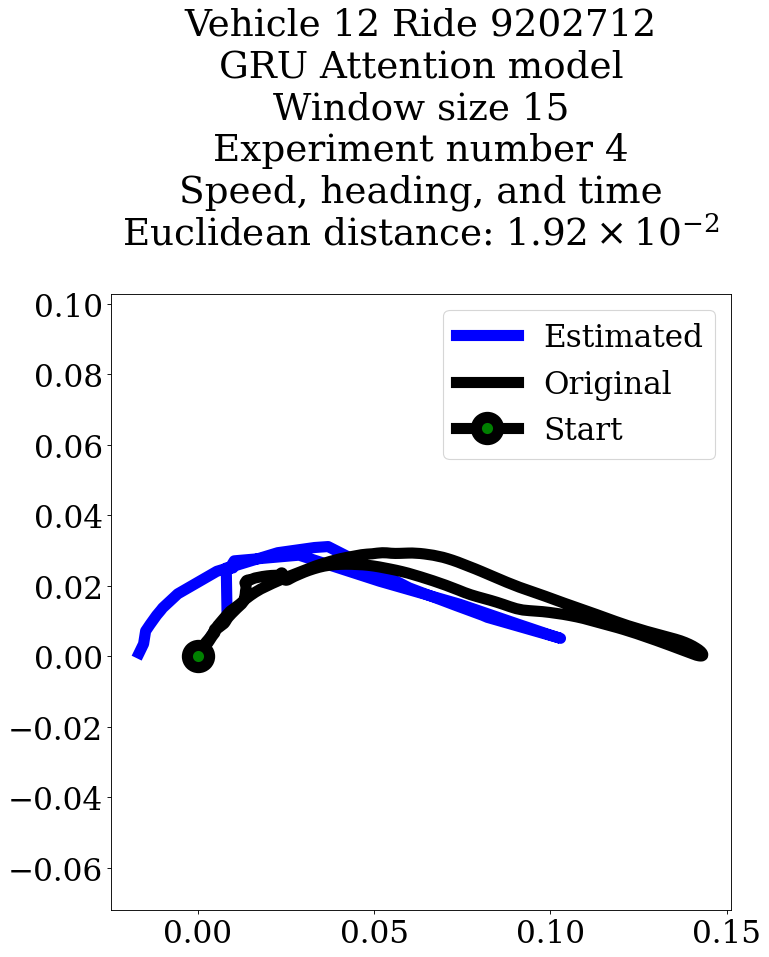 Vehicle 12 Ride 9202712
GRU Attention model
Window size 15
Experiment number 4
Speed, heading, and time
Euclidean distance: 1.92 × 10⁻²
Estimated
Original
Start
0.10
0.08
0.06
0.04
0.02
0.00
−0.02
−0.04
−0.06
0.00 0.05 0.10 0.15